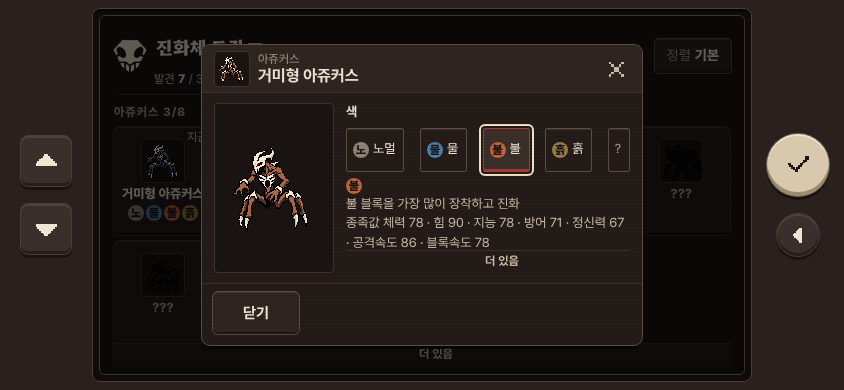 진화체
발견 7 / 3
정렬 기본
아쥬커스
거미형 아쥬커스
아쥬커스 3/8
색
노 노멀
물 물
불 불
흙 흙
?
지금
거미형 아쥬커스
노 물 불 흙
???
불
불 블록을 가장 많이 장착하고 진화
종족값 체력 78 · 힘 90 · 지능 78 · 방어 71 · 정신력 67
· 공격속도 86 · 블록속도 78
더 있음
???
닫기
더 있음